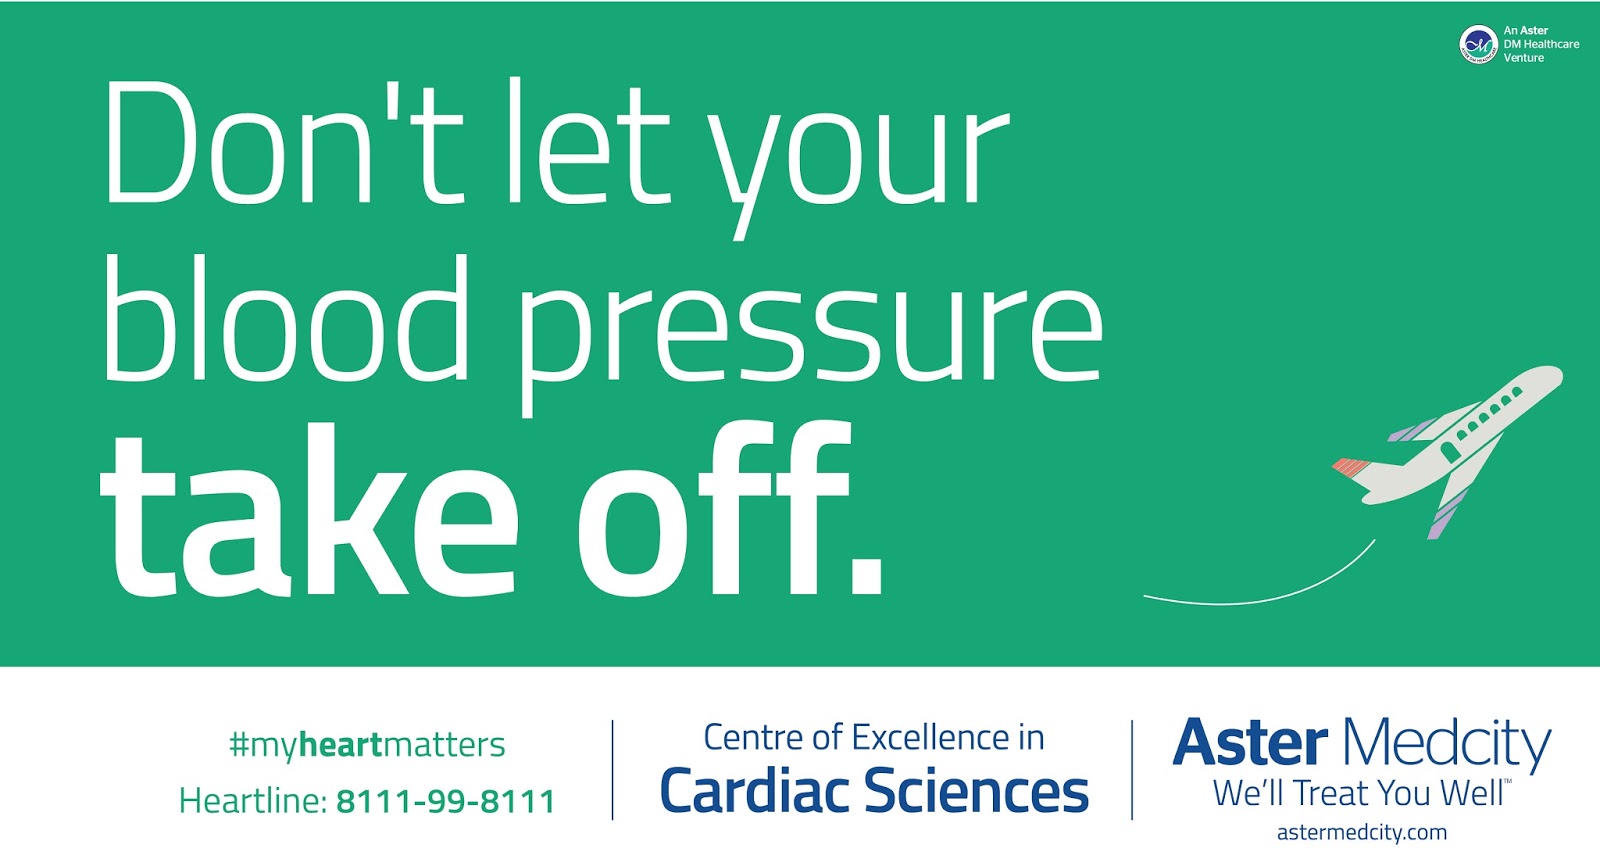 An Aster
DM Healthcare
Venture
Don't let your
blood pressure
take off.
#myheartmatters
Heartline: 8111-99-8111
Centre of Excellence in
Cardiac Sciences
Aster Medcity
We'll Treat You Well™
astermedcity.com